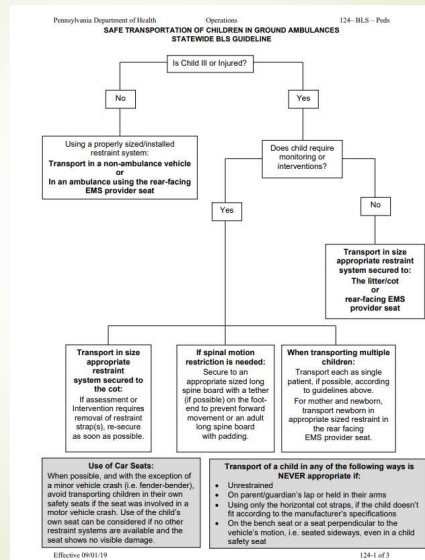 Pennsylvania Department of Health Operations 124– BLS – Peds
SAFE TRANSPORTATION OF CHILDREN IN GROUND AMBULANCES
STATEWIDE BLS GUIDELINE
Is Child Ill or Injured?
No
Yes
Using a properly sized/installed
restraint system:
Transport in a non-ambulance vehicle
or
In an ambulance using the rear-facing
EMS provider seat
Does child require
monitoring or
interventions?
Yes
No
Transport in size
appropriate restraint
system secured to:
The litter/cot
or
rear-facing EMS
provider seat
Transport in size
appropriate
restraint
system secured to
the cot:
If assessment or
Intervention requires
removal of restraint
strap(s), re-secure
as soon as possible.
If spinal motion
restriction is needed:
Secure to an
appropriate sized long
spine board with a tether
(if possible) on the foot-
end to prevent forward
movement or an adult
long spine board
with padding.
When transporting multiple
children:
Transport each as single
patient, if possible, according
to guidelines above.
For mother and newborn,
transport newborn in
appropriate sized restraint in
the rear facing
EMS provider seat.
Use of Car Seats:
When possible, and with the exception of
a minor vehicle crash (i.e. fender-bender),
avoid transporting children in their own
safety seats if the seat was involved in a
motor vehicle crash. Use of the child's
own seat can be considered if no other
restraint systems are available and the
seat shows no visible damage.
Transport of a child in any of the following ways is
NEVER appropriate if:
• Unrestrained
• On parent/guardian's lap or held in their arms
• Using only the horizontal cot straps, if the child doesn't
fit according to the manufacturer's specifications
• On the bench seat or a seat perpendicular to the
vehicle's motion, i.e. seated sideways, even in a child
safety seat
Effective 09/01/19 124-1 of 3